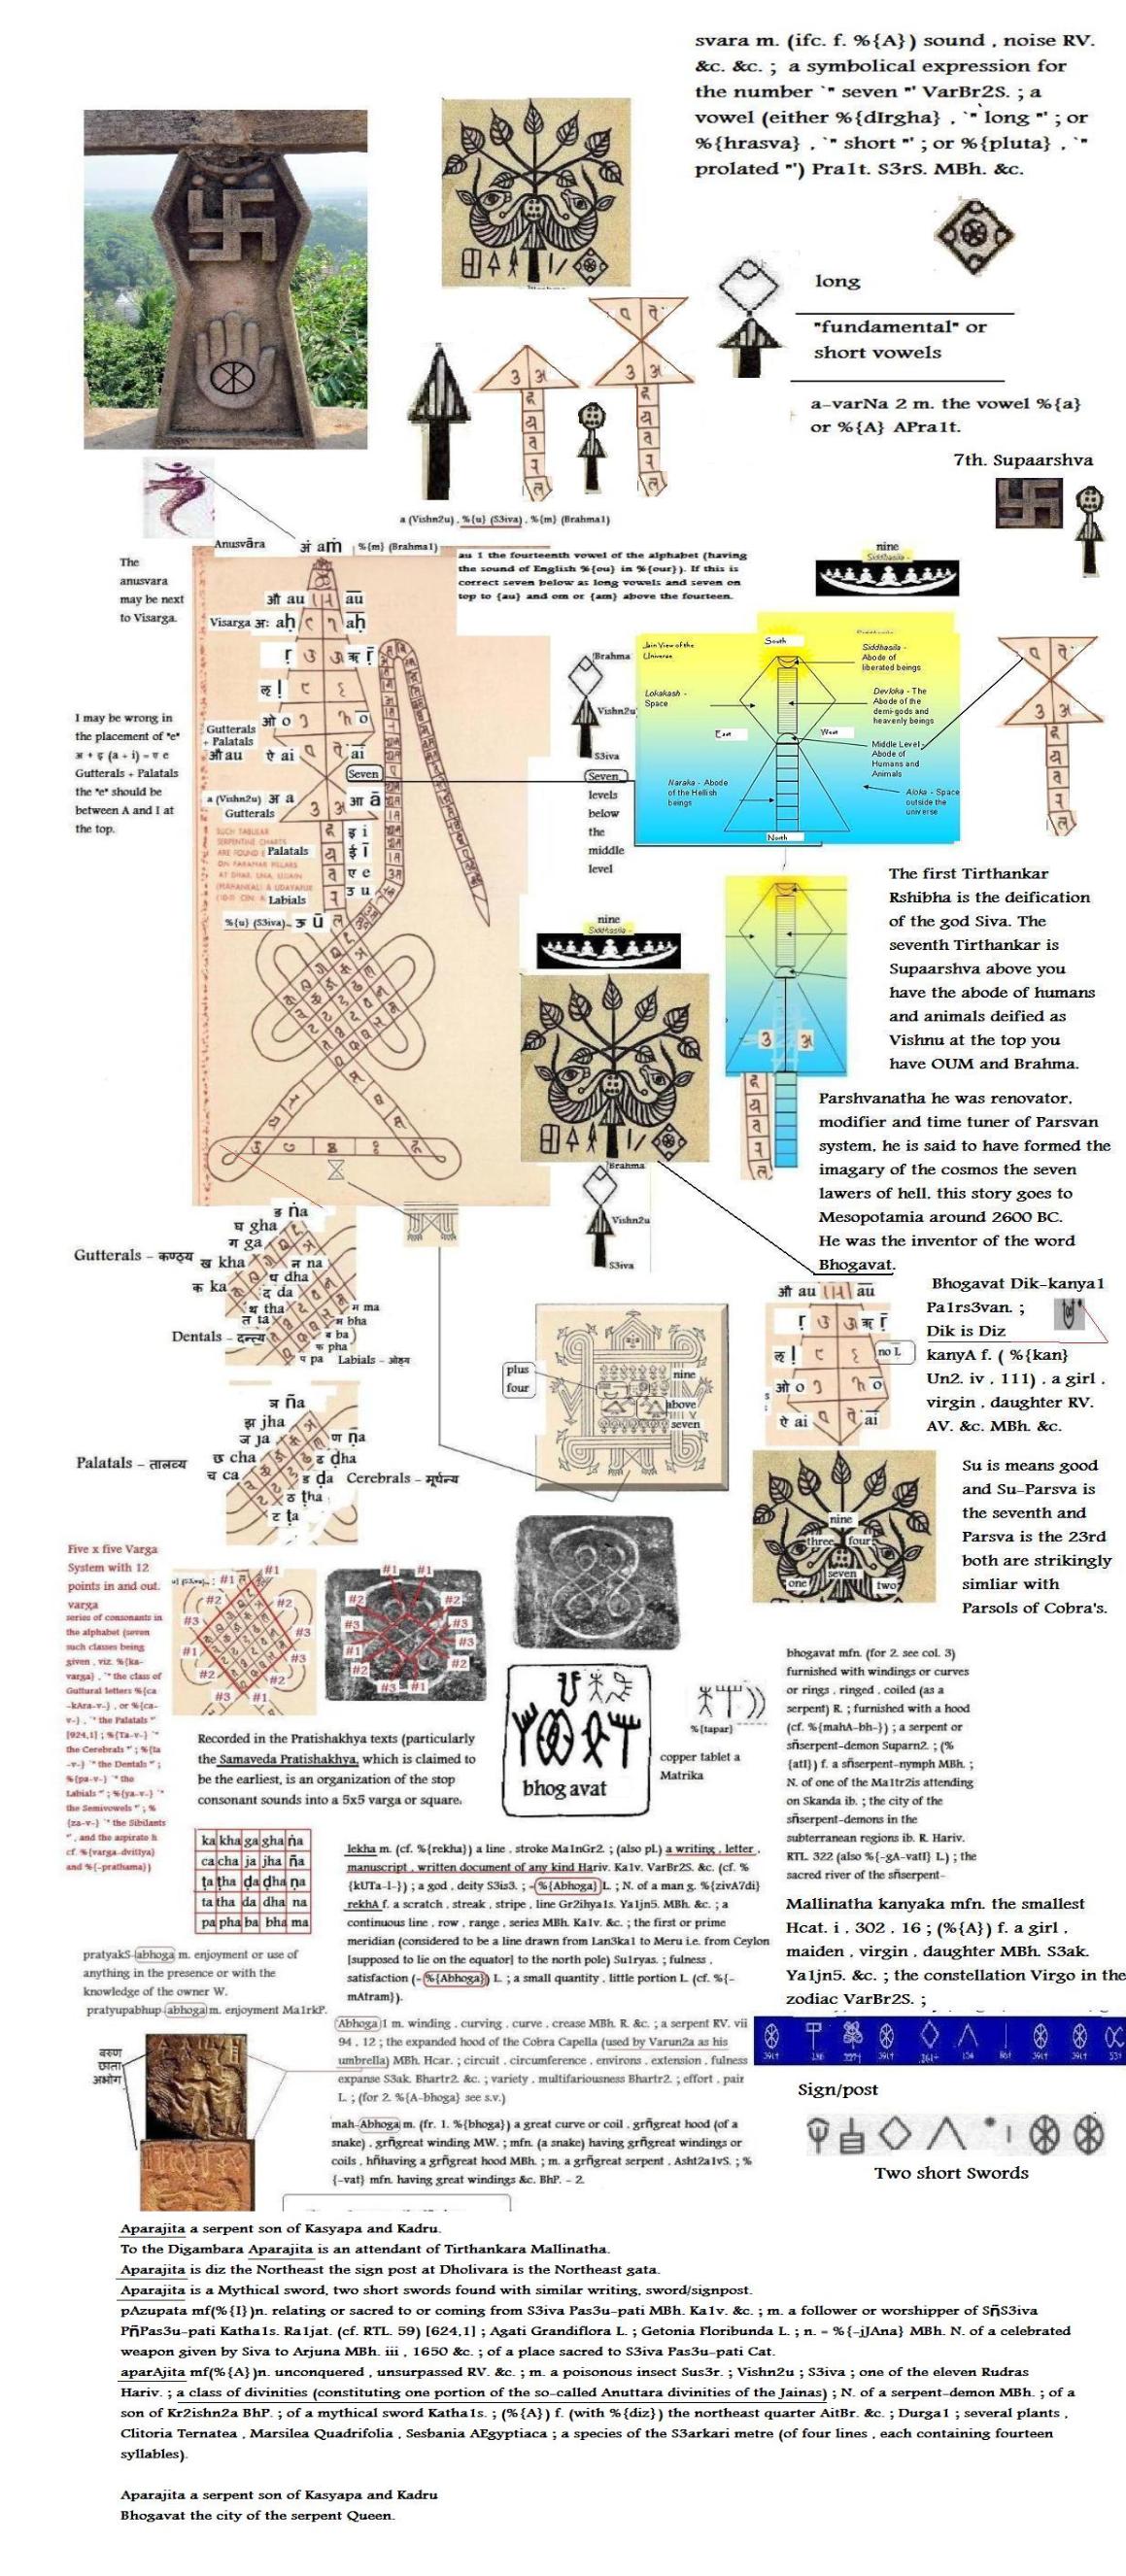 svara m. (ifc. f. %{A}) sound , noise RV.
&c. &c. ; a symbolical expression for
the number `" seven "' VarBr2S. ; a
vowel (either %{dIrgha} , `" long "' ; or
%{hrasva} , `" short "' ; or %{pluta} , `"
prolated "') Pra1t. S3rS. MBh. &c.
long
"fundamental" or
short vowels
a-varNa 2 m. the vowel %{a}
or %{A} APra1t.
7th. Supaarshva
a (Vishn2u) , %{u} (S3iva) , %{m} (Brahma1)
Anusvāra
अं aṁ
%{m} (Brahma1)
The
anusvara
may be next
to Visarga.
au 1 the fourteenth vowel of the alphabet (having
the sound of English %{ou} in %{our}). If this is
correct seven below as long vowels and seven on
top to {au} and om or {am} above the fourteen.
nine
Siddhasila -
औ au
āu
Visarga अः aḥ
aḥ
ओ o
Gutterals
+ Palatals
औ au
ऐ ai
Seven
a (Vishn2u) अ a
Gutterals
आ ā
I may be wrong in
the placement of "e"
अ + इ (a + i) = ए e
Gutterals + Palatals
the "e" should be
between A and I at
the top.
SUCH TABULAR
SERPENTINE CHARTS
ARE FOUND
ON PARAMAR PILLARS
AT DHAR, UNA, UJJAIN
(MAHANKAL) & UDAYAPUR
Palatals
इ i
ई ī
ए e
उ u
Labials
%{u} (S3iva)- ऊ ū
Brahma
Vishn2u
S3iva
Seven
levels
below
the
middle
level
Jain View of the
Universe
South
Siddhasila -
Abode of
liberated beings
Lokakash -
Space
Devloka - The
Abode of the
demi-gods and
heavenly beings
East
West
Middle Level-
Abode of
Humans and
Animals
Naraka - Abode
of the Hellish
beings
Aloka - Space
outside the
universe
North
The first Tirthankar
Rshibha is the deification
of the god Siva. The
seventh Tirthankar is
Supaarshva above you
have the abode of humans
and animals deified as
Vishnu at the top you
have OUM and Brahma.
nine
Siddhasila -
Parshvanatha he was renovator,
modifier and time tuner of Parsvan
system, he is said to have formed the
imagary of the cosmos the seven
lawers of hell, this story goes to
Mesopotamia around 2600 BC.
He was the inventor of the word
Bhogavat.
Brahma
Vishn2u
S3iva
ङ ṅa
घ gha
ग ga
Gutterals - कण्ठ्य ख kha
क ka
न na
ध dha
द da
थ tha
त ta
Dentals - दन्त्य
म ma
भ bha
ब ba)
फ pha
प pa Labials - ओष्ठ्य
ञ ña
झ jha
ज ja
छ cha
च ca
Palatals - तालव्य
ण ṇa
ढ ḍha
ड ḍa
ठ ṭha
ट ṭa
Cerebrals - मूर्धन्य
plus
four
nine
above
seven
औ au
āu
ओ o
ऐ ai
no L
Bhogavat Dik-kanya1
Pa1rs3van. ;
Dik is Diz
kanyA f. ( %{kan}
Un2. iv , 111) , a girl ,
virgin , daughter RV.
AV. &c. MBh. &c.
nine
three four
seven
one two
Su is means good
and Su-Parsva is
the seventh and
Parsva is the 23rd
both are strikingly
simliar with
Parsols of Cobra's.
Five x five Varga
System with 12
points in and out.
varga
series of consonants in
the alphabet (seven
such classes being
given , viz. %{ka-
varga} , `" the class of
Guttural letters %{ca
-kAra-v-} , or %{ca-
v-} , `" the Palatals "'
[924,1] ; %{Ta-v-} `"
the Cerebrals "' ; %{ta
-v-} `" the Dentals "' ;
%{pa-v-} `" the
Labials "' ; %{ya-v-} `"
the Semivowels "' ; %
{za-v-} `" the Sibilants
"' , and the aspirate h
cf. %{varga-dvitIya}
and %{-prathama})
#1 #1
#2 #2
#3 #3
#1 #3
#2 #2
#3 #1
#1 #1
#2 #2
#3 #3
#1 #3
#2 #2
#3 #1
Recorded in the Pratishakhya texts (particularly
the Samaveda Pratishakhya, which is claimed to
be the earliest, is an organization of the stop
consonant sounds into a 5x5 varga or square.
bhog avat
%{tapar}
copper tablet a
Matrika
bhogavat mfn. (for 2. see col. 3)
furnished with windings or curves
or rings , ringed , coiled (as a
serpent) R. ; furnished with a hood
(cf. %{mahA-bh-}) ; a serpent or
sñserpent-demon Suparn2. ; (%
{atI}) f. a sñserpent-nymph MBh. ;
N. of one of the Ma1tr2is attending
on Skanda ib. ; the city of the
sñserpent-demons in the
subterranean regions ib. R. Hariv.
RTL. 322 (also %{-gA-vatI} L.) ; the
sacred river of the sñserpent-
ka kha ga gha ṅa
ca cha ja jha ña
ṭa ṭha ḍa ḍha ṇa
ta tha da dha na
pa pha ba bha ma
lekha m. (cf. %{rekha}) a line , stroke Ma1nGr2. ; (also pl.) a writing , letter ,
manuscript , written document of any kind Hariv. Ka1v. VarBr2S. &c. (cf. %
{kUTa-l-}) ; a god , deity S3is3. ; = %{Abhoga} L. ; N. of a man g. %{zivA7di}
rekhA f. a scratch , streak , stripe , line Gr2ihya1s. Ya1jn5. MBh. &c. ; a
continuous line , row , range , series MBh. Ka1v. &c. ; the first or prime
meridian (considered to be a line drawn from Lan3ka1 to Meru i.e. from Ceylon
[supposed to lie on the equator] to the north pole) Su1ryas. ; fulness ,
satisfaction (= %{Abhoga}) L. ; a small quantity , little portion L. (cf. %{-
mAtram}).
Mallinatha kanyaka mfn. the smallest
Hcat. i , 302 , 16 ; (%{A}) f. a girl ,
maiden , virgin , daughter MBh. S3ak.
Ya1jn5. &c. ; the constellation Virgo in the
zodiac VarBr2S. ;
pratyakS-abhoga m. enjoyment or use of
anything in the presence or with the
knowledge of the owner W.
pratyupabhup-abhoga m. enjoyment Ma1rkP.
Abhoga 1 m. winding , curving , curve , crease MBh. R. &c. ; a serpent RV. vii
94 , 12 ; the expanded hood of the Cobra Capella (used by Varun2a as his
umbrella) MBh. Hcar. ; circuit , circumference , environs , extension , fulness
expanse S3ak. Bhartr2. &c. ; variety , multifariousness Bhartr2. ; effort , pair
L. ; (for 2. %{A-bhoga} see s.v.)
वरुण
छाता
अभोग
Sign/post
Two short Swords
mah-Abhoga m. (fr. 1. %{bhoga}) a great curve or coil , grñgreat hood (of a
snake) , grñgreat winding MW. ; mfn. (a snake) having grñgreat windings or
coils , hñhaving a grñgreat hood MBh. ; m. a grñgreat serpent , Asht2a1vS. ; %
{-vat} mfn. having great windings &c. BhP. - 2.
Aparajita a serpent son of Kasyapa and Kadru.
To the Digambara Aparajita is an attendant of Tirthankara Mallinatha.
Aparajita is diz the Northeast the sign post at Dholivara is the Northeast gata.
Aparajita is a Mythical sword, two short swords found with similar writing, sword/signpost.
pAzupata mf(%{I})n. relating or sacred to or coming from S3iva Pas3u-pati MBh. Ka1v. &c. ; m. a follower or worshipper of SñS3iva
PñPas3u-pati Katha1s. Ra1jat. (cf. RTL. 59) [624,1] ; Agati Grandiflora L. ; Getonia Floribunda L. ; n. = %{-jJAna} MBh. N. of a celebrated
weapon given by Siva to Arjuna MBh. iii , 1650 &c. ; of a place sacred to S3iva Pas3u-pati Cat.
aparAjita mf(%{A})n. unconquered , unsurpassed RV. &c. ; m. a poisonous insect Sus3r. ; Vishn2u ; S3iva ; one of the eleven Rudras
Hariv. ; a class of divinities (constituting one portion of the so-called Anuttara divinities of the Jainas) ; N. of a serpent-demon MBh. ; of a
son of Kr2ishn2a BhP. ; of a mythical sword Katha1s. ; (%{A}) f. (with %{diz}) the northeast quarter AitBr. &c. ; Durga1 ; several plants ,
Clitoria Ternatea , Marsilea Quadrifolia , Sesbania AEgyptiaca ; a species of the S3arkari metre (of four lines , each containing fourteen
syllables).
Aparajita a serpent son of Kasyapa and Kadru
Bhogavat the city of the serpent Queen.